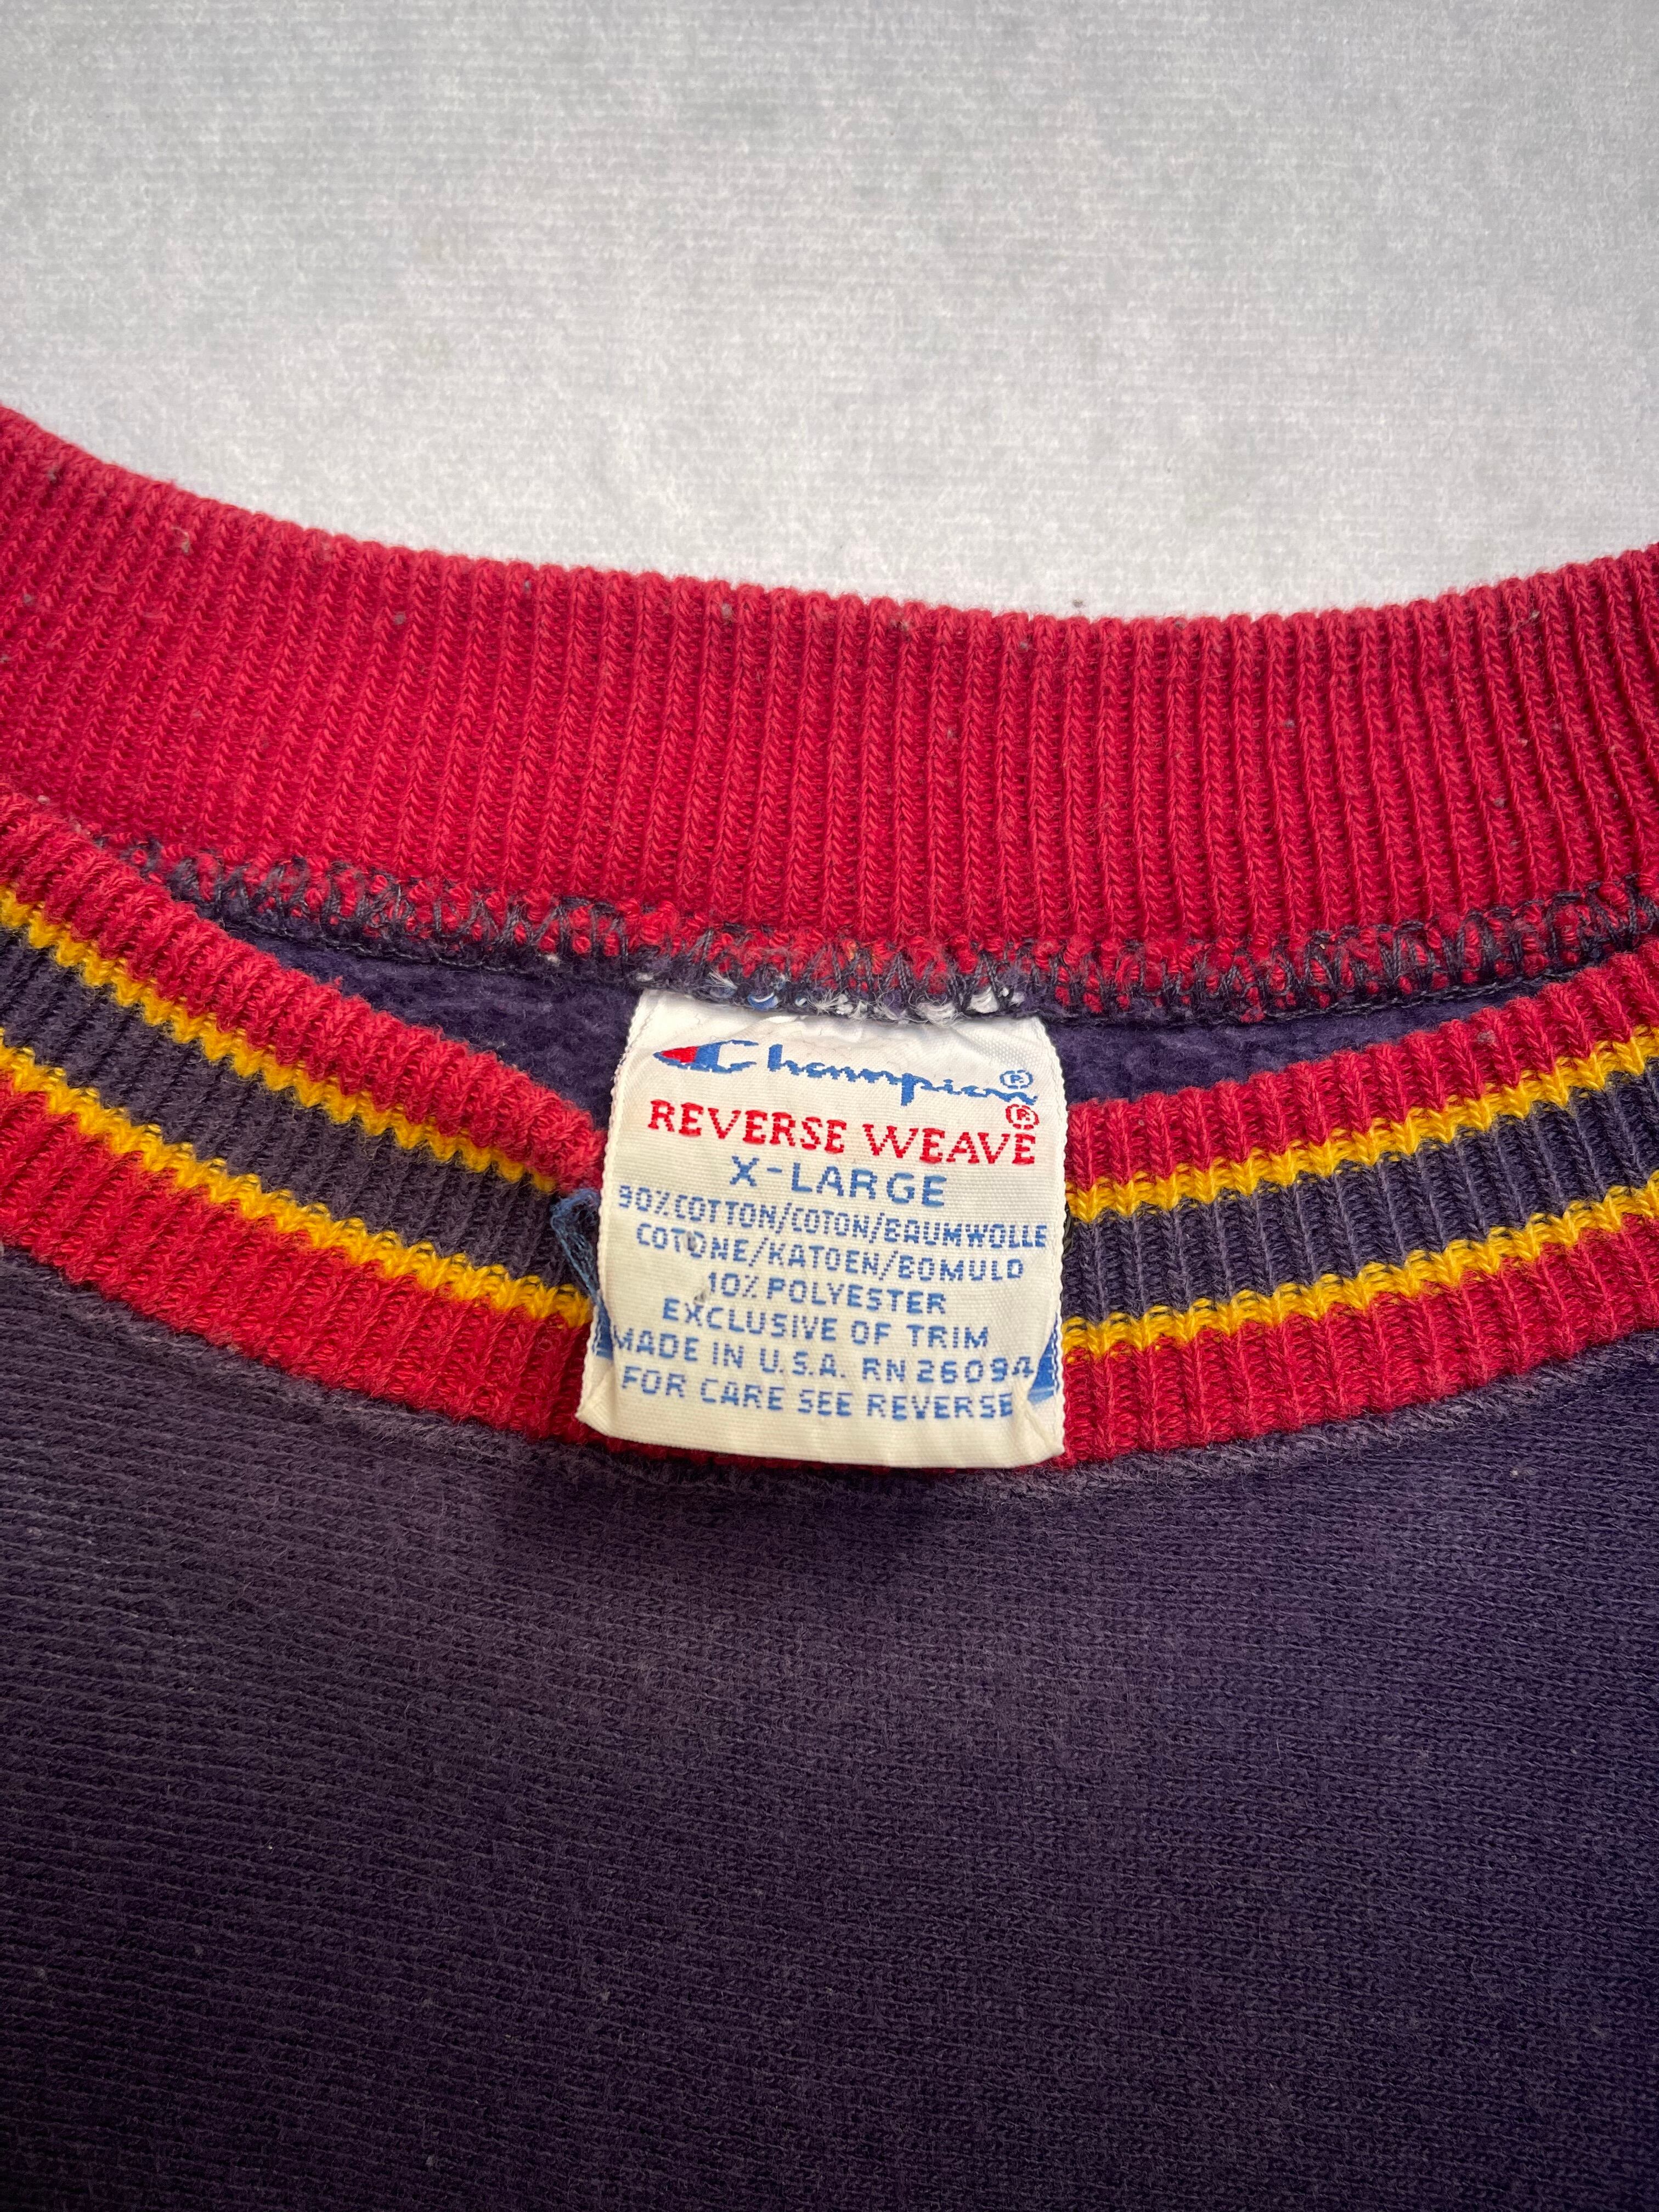 Champion®
REVERSE WEAVE®
X-LARGE
90% COTTON/COTON/BAUMWOLLE
COTONE/KATOEN/BOMULD
10% POLYESTER
EXCLUSIVE OF TRIM
MADE IN U.S.A. RN 26094
FOR CARE SEE REVERSE